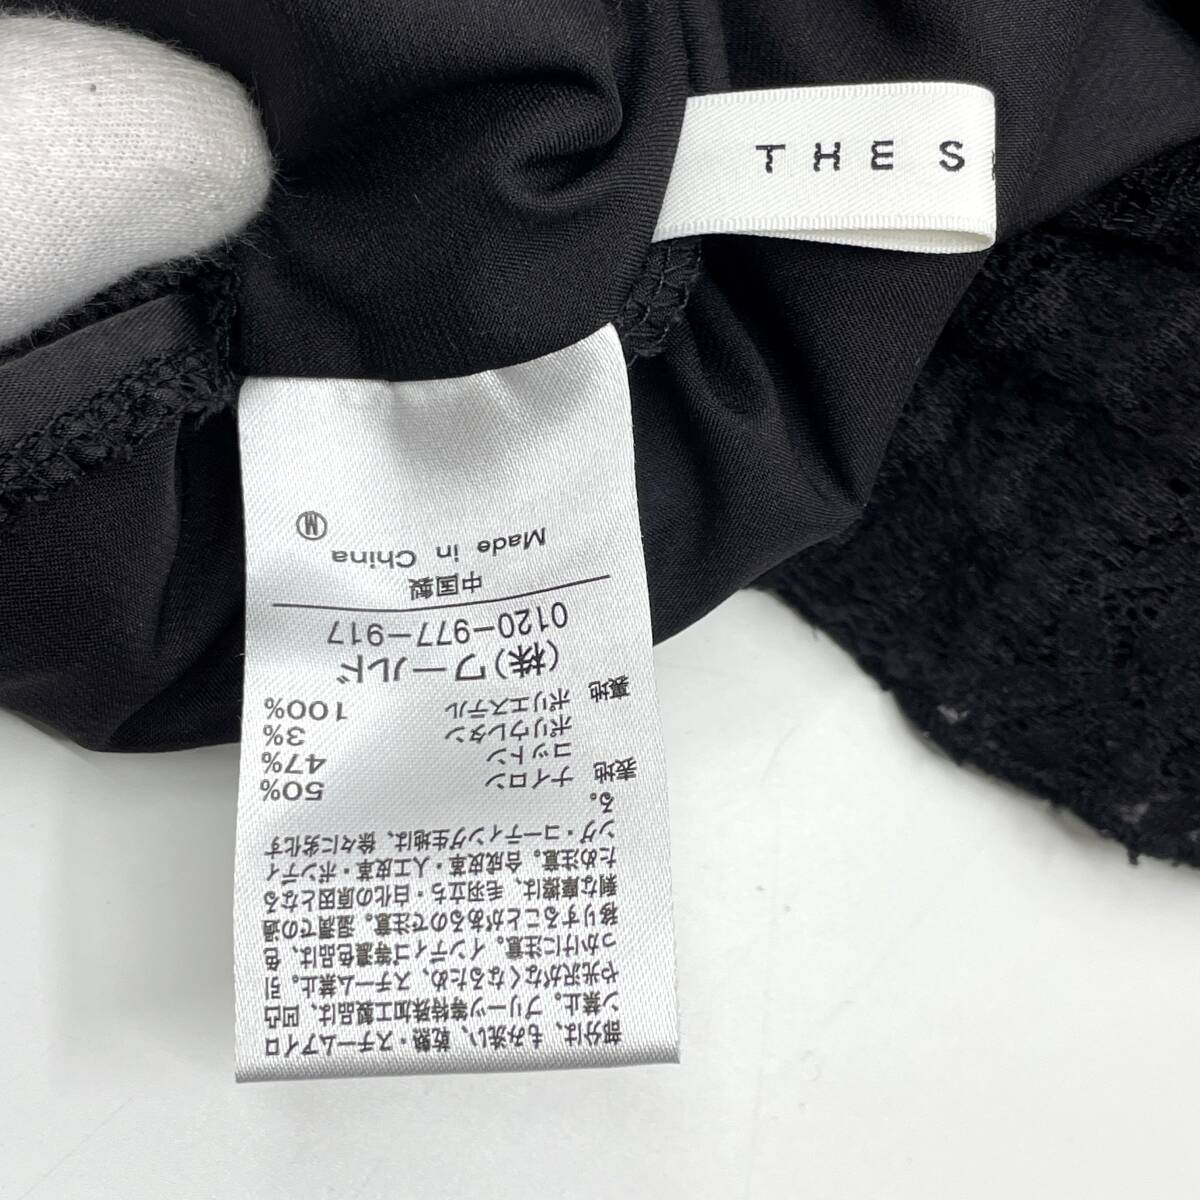 THE S
部分は、もみ洗い、乾熱・スチームアイロ
ン禁止。プリーツ等特殊加工製品は、凹凸
や光沢がなくなるため、スチーム禁止。引
っかけに注意。インディゴ等濃色品は、色
移りすることがあるので注意。湿潤での過
剰な摩擦は、毛羽立ち・白化の原因となる
ため注意。合成皮革・人工皮革・ボンディ
ング・コーティング生地は、徐々に劣化す
る。
表地 ナイロン 50%
コットン 47%
ポリウレタン 3%
裏地 ポリエステル 100%
(株)ワールド
0120-977-917
中国製
Made in China
M